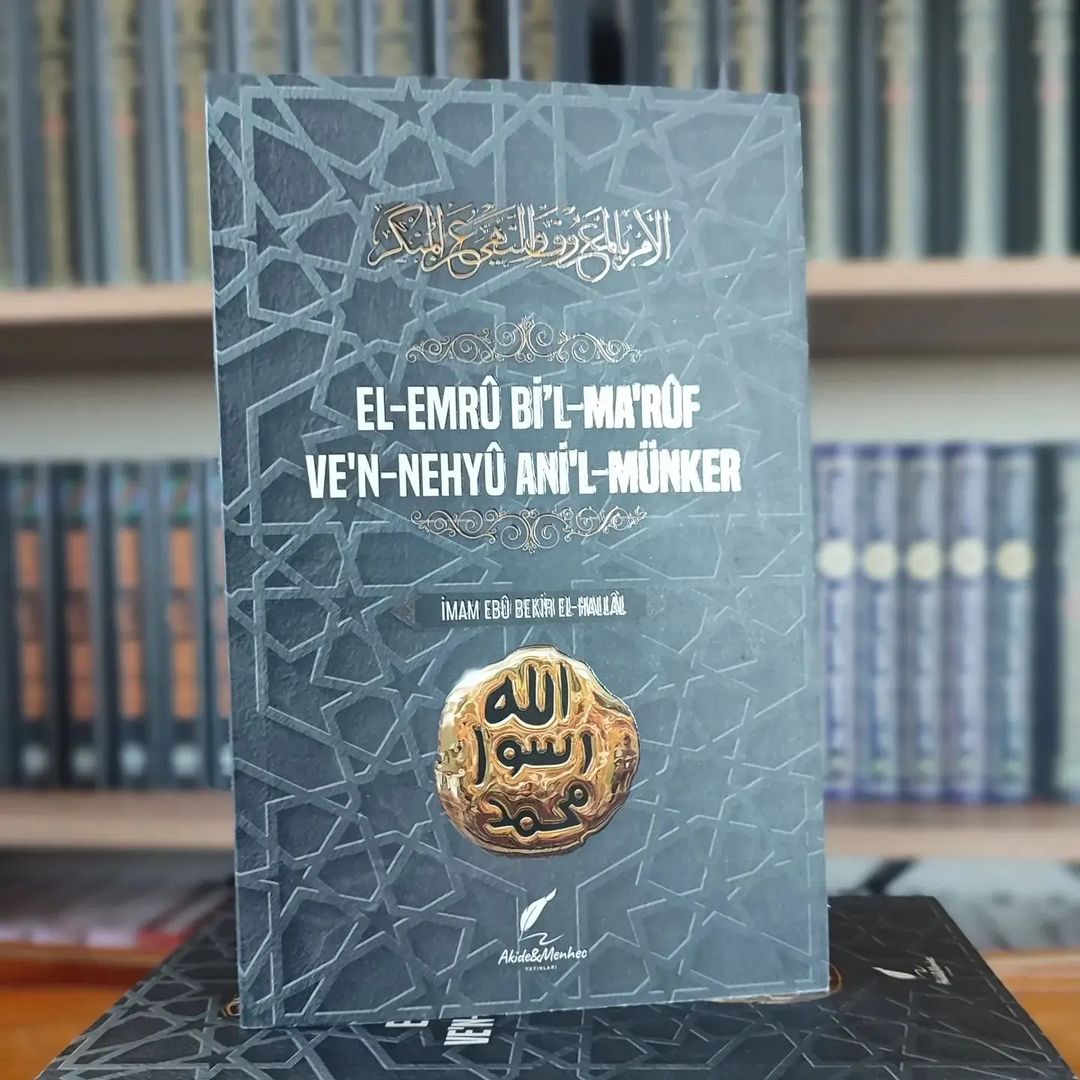 الأمر بالمعروف والنهي عن المنكر
EL-EMRÛ Bİ'L-MA'RÛF
VE'N-NEHYÛ ANİ'L-MÜNKER
İMAM EBÛ BEKİR EL-HALLÂL
الله
رسول
محمد
Akide&Menhec
YAYINLARI